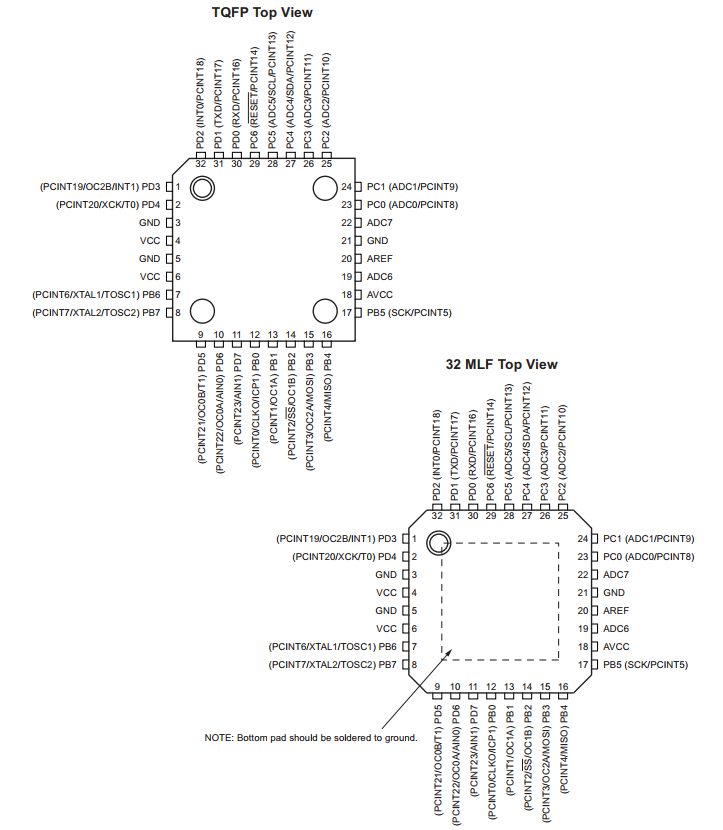 TQFP Top View
PD2 (INT0/PCINT18)
PD1 (TXD/PCINT17)
PD0 (RXD/PCINT16)
PC6 (RESET/PCINT14)
PC5 (ADC5/SCL/PCINT13)
PC4 (ADC4/SDA/PCINT12)
PC3 (ADC3/PCINT11)
PC2 (ADC2/PCINT10)
32 31 30 29 28 27 26 25
(PCINT19/OC2B/INT1) PD3 1
(PCINT20/XCK/T0) PD4 2
GND 3
VCC 4
GND 5
VCC 6
(PCINT6/XTAL1/TOSC1) PB6 7
(PCINT7/XTAL2/TOSC2) PB7 8
24 PC1 (ADC1/PCINT9)
23 PC0 (ADC0/PCINT8)
22 ADC7
21 GND
20 AREF
19 ADC6
18 AVCC
17 PB5 (SCK/PCINT5)
9 10 11 12 13 14 15 16
(PCINT21/OC0B/T1) PD5
(PCINT22/OC0A/AIN0) PD6
(PCINT23/AIN1) PD7
(PCINT0/CLKO/ICP1) PB0
(PCINT1/OC1A) PB1
(PCINT2/SS/OC1B) PB2
(PCINT3/OC2A/MOSI) PB3
(PCINT4/MISO) PB4
32 MLF Top View
PD2 (INT0/PCINT18)
PD1 (TXD/PCINT17)
PD0 (RXD/PCINT16)
PC6 (RESET/PCINT14)
PC5 (ADC5/SCL/PCINT13)
PC4 (ADC4/SDA/PCINT12)
PC3 (ADC3/PCINT11)
PC2 (ADC2/PCINT10)
32 31 30 29 28 27 26 25
(PCINT19/OC2B/INT1) PD3 1
(PCINT20/XCK/T0) PD4 2
GND 3
VCC 4
GND 5
VCC 6
(PCINT6/XTAL1/TOSC1) PB6 7
(PCINT7/XTAL2/TOSC2) PB7 8
24 PC1 (ADC1/PCINT9)
23 PC0 (ADC0/PCINT8)
22 ADC7
21 GND
20 AREF
19 ADC6
18 AVCC
17 PB5 (SCK/PCINT5)
9 10 11 12 13 14 15 16
(PCINT21/OC0B/T1) PD5
(PCINT22/OC0A/AIN0) PD6
(PCINT23/AIN1) PD7
(PCINT0/CLKO/ICP1) PB0
(PCINT1/OC1A) PB1
(PCINT2/SS/OC1B) PB2
(PCINT3/OC2A/MOSI) PB3
(PCINT4/MISO) PB4
NOTE: Bottom pad should be soldered to ground.